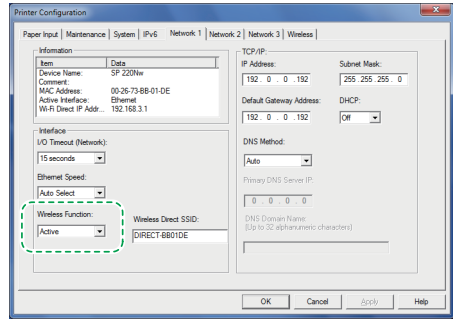 Printer Configuration
Paper Input | Maintenance | System | IPv6 | Network 1 | Network 2 | Network 3 | Wireless
Information
Item Data
Device Name: SP 220Nw
Comment:
MAC Address: 00-26-73-BB-01-DE
Active Interface: Ethernet
Wi-Fi Direct IP Addr... 192.168.3.1
Interface
I/O Timeout (Network):
15 seconds
Ethernet Speed:
Auto Select
Wireless Function:
Active
Wireless Direct SSID:
DIRECT-BB01DE
TCP/IP
IP Address: Subnet Mask:
192 . 0 . 0 .192 255 .255 .255 . 0
Default Gateway Address: DHCP:
192 . 0 . 0 .192 Off
DNS Method:
Auto
Primary DNS Server IP:
0 . 0 . 0 . 0
DNS Domain Name:
(Up to 32 alphanumeric characters)
OK Cancel Apply Help